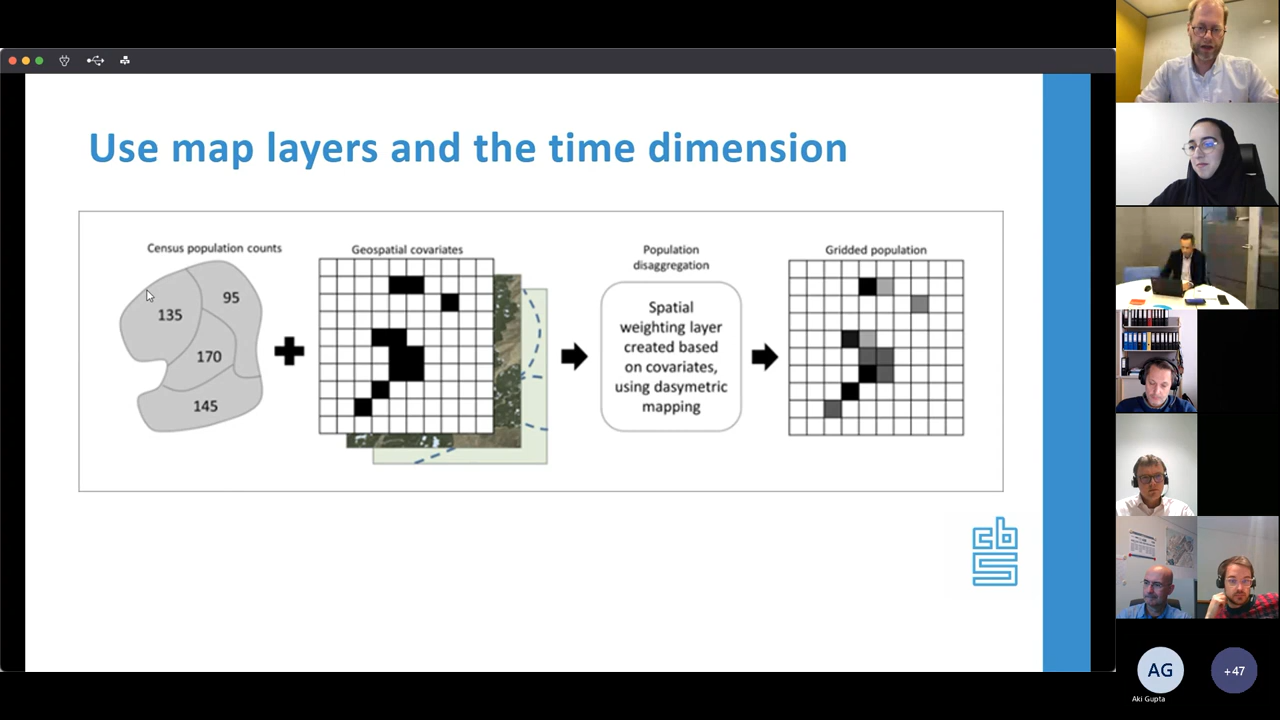 Use map layers and the time dimension
Census population counts
135
95
170
145
Geospatial covariates
Population
disaggregation
Spatial
weighting layer
created based
on covariates,
using dasymetric
mapping
Gridded population
cbs
AG
Aki Gupta
+47